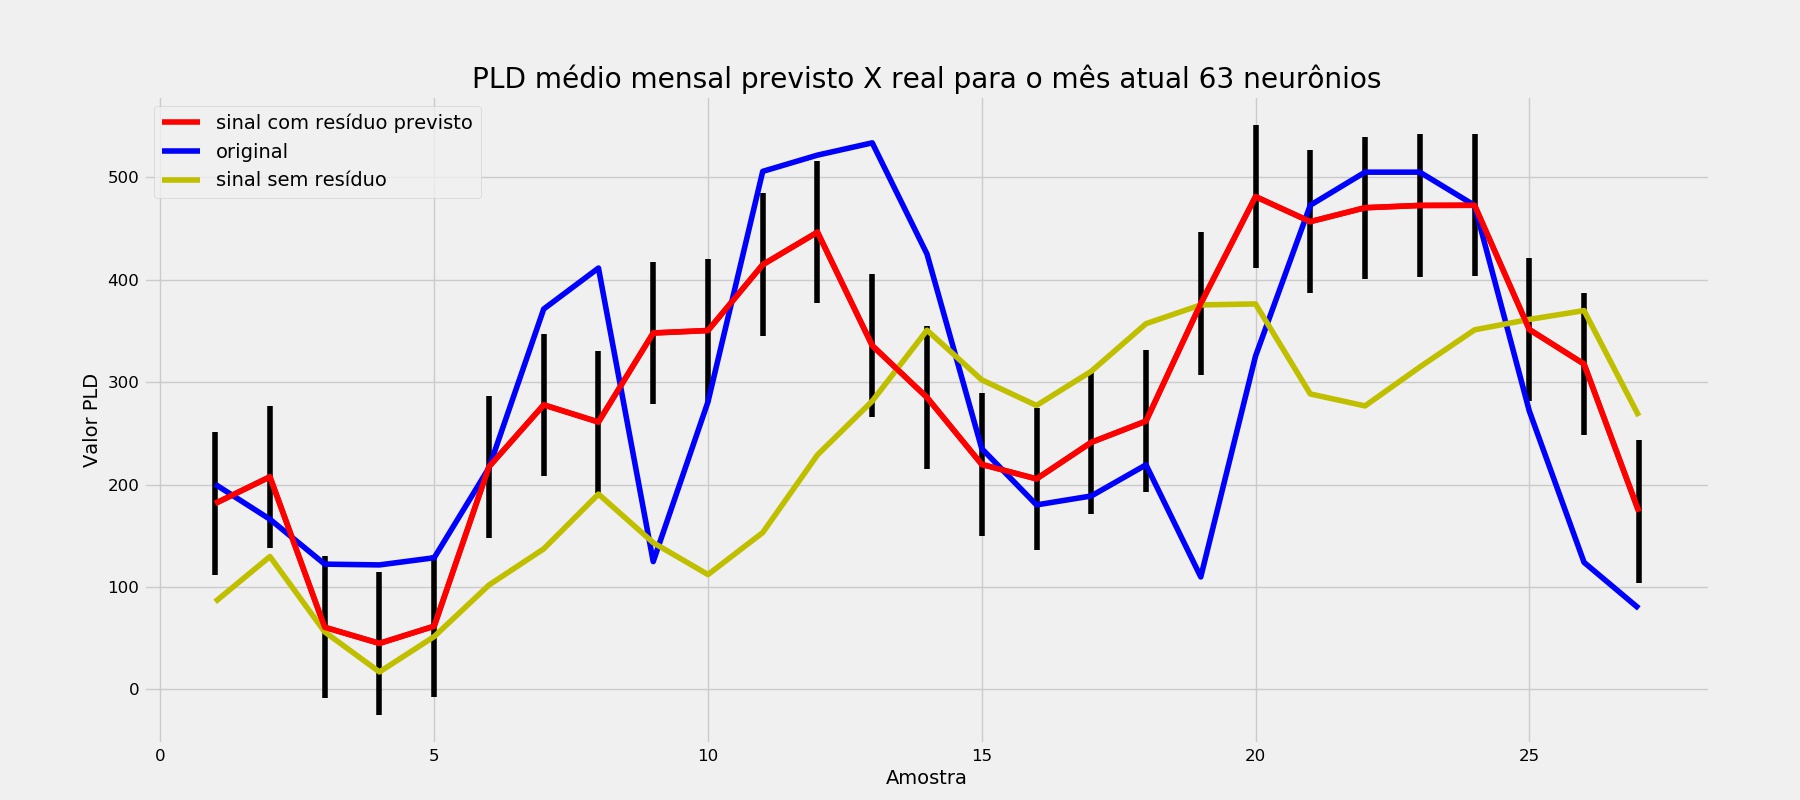 PLD médio mensal previsto X real para o mês atual 63 neurônios
sinal com resíduo previsto
original
sinal sem resíduo
Valor PLD
500
400
300
200
100
0
0 5 10 15 20 25
Amostra